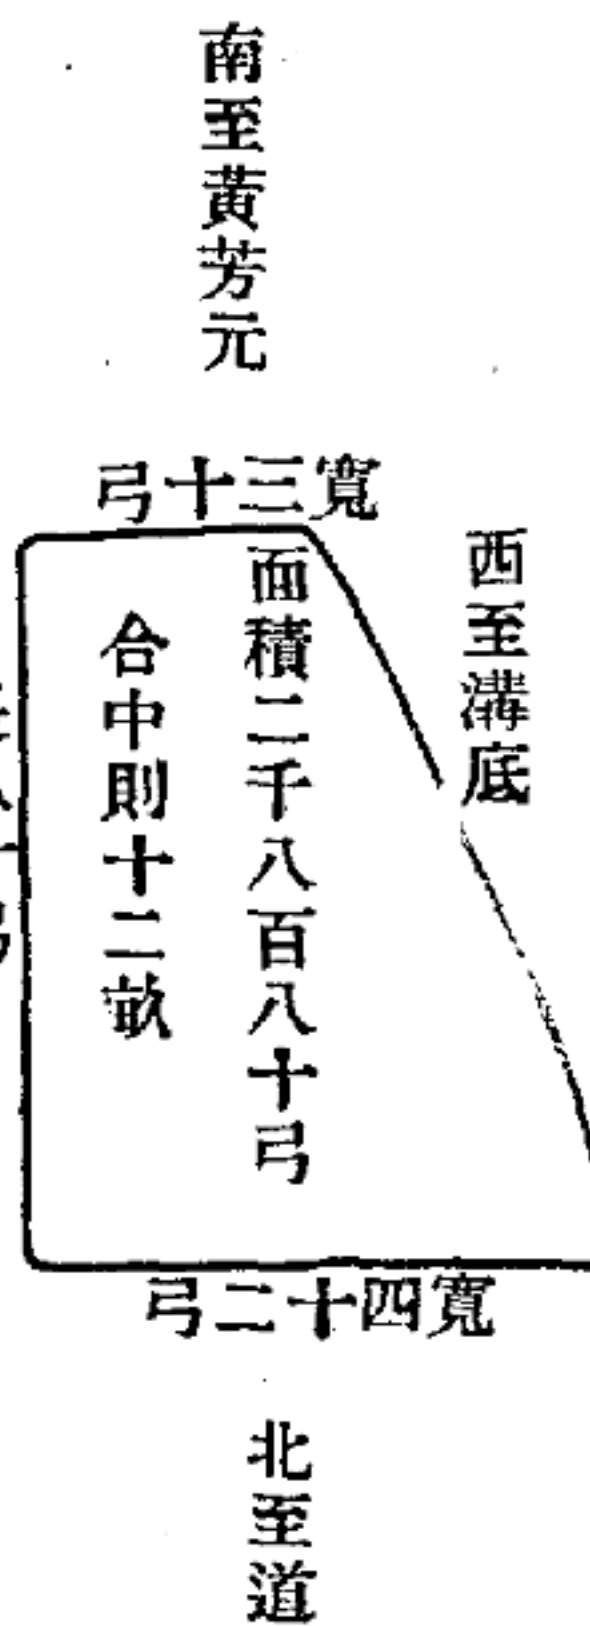 南至黃芳元
寬三十弓
西至溝底
面積二千八百八十弓
合中則十二畝
寬四十二弓
北至道